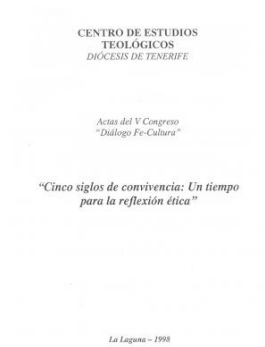 CENTRO DE ESTUDIOS
TEOLÓGICOS
DIÓCESIS DE TENERIFE
Actas del V Congreso
"Diálogo Fe-Cultura"
"Cinco siglos de convivencia: Un tiempo
para la reflexión ética"
La Laguna – 1998